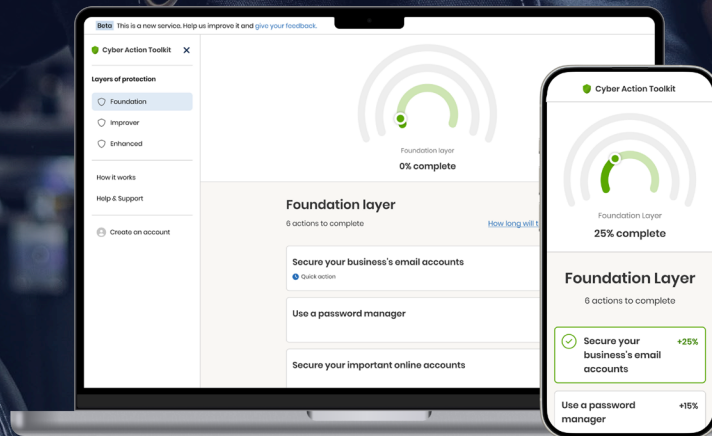 Beta This is a new service. Help us improve it and give your feedback.
Cyber Action Toolkit
Layers of protection
Foundation
Improver
Enhanced
How it works
Help & Support
Create an account
Foundation layer
0% complete
Foundation layer
6 actions to complete
How long will
Secure your business's email accounts
Quick action
Use a password manager
Secure your important online accounts
Cyber Action Toolkit
Foundation Layer
25% complete
Foundation Layer
6 actions to complete
Secure your +25%
business's email
accounts
Use a password +15%
manager